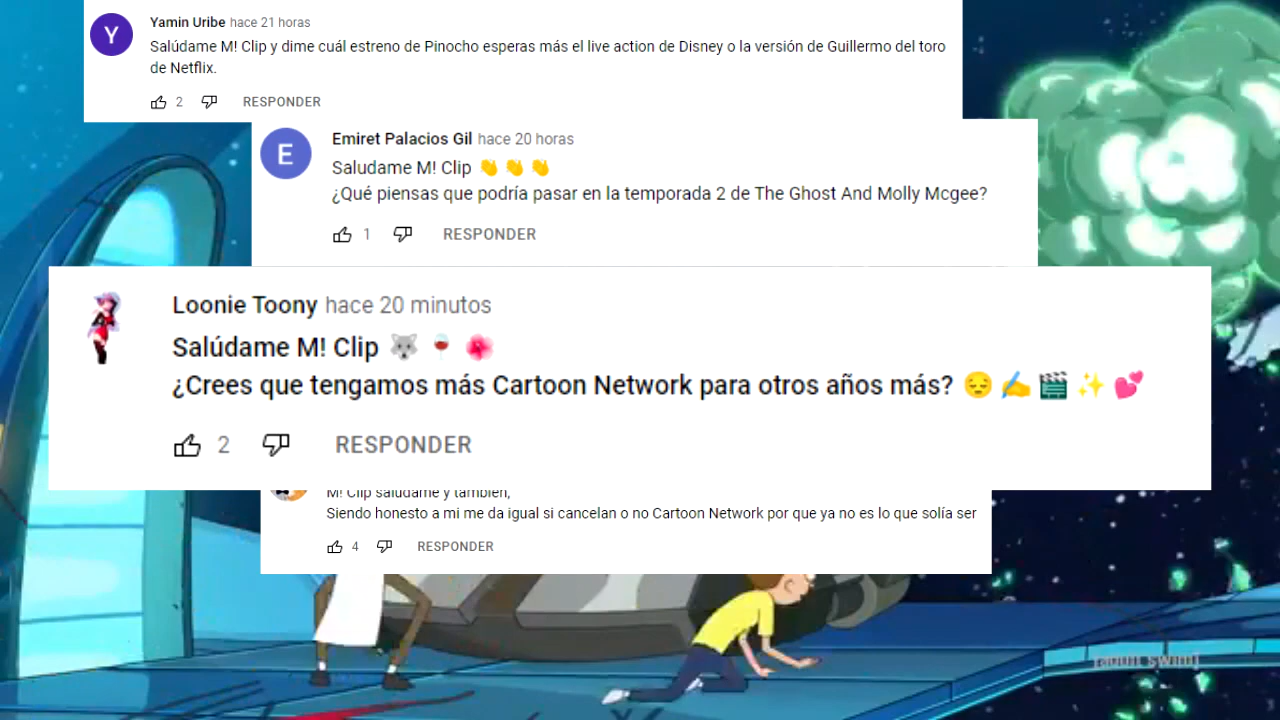 Yamin Uribe hace 21 horas
Salúdame M! Clip y dime cuál estreno de Pinocho esperas más el live action de Disney o la versión de Guillermo del toro
de Netflix.
2 RESPONDER
E
Emiret Palacios Gil hace 20 horas
Saludame M! Clip 👏 👏 👏
¿Qué piensas que podría pasar en la temporada 2 de The Ghost And Molly Mcgee?
1 RESPONDER
Loonie Toony hace 20 minutos
Salúdame M! Clip 🐺 🍷 🌺
¿Crees que tengamos más Cartoon Network para otros años más? 😔 ✍️ 🎬 ✨ 💕
2 RESPONDER
M! Clip salúdame y también,
Siendo honesto a mi me da igual si cancelan o no Cartoon Network por que ya no es lo que solía ser
4 RESPONDER
[adult swim]